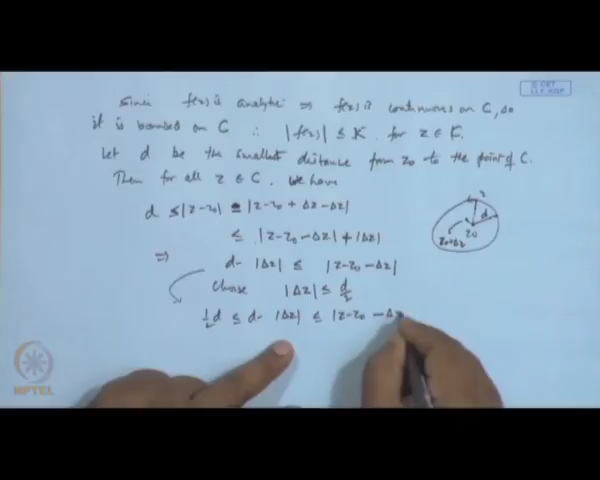 Since f(z) is analytic ⇒ f(z) is continuous on C, so
it is bounded on C ∴ |f(z)| ≤ K for z ∈ K.
Let d be the smallest distance from z0 to the point of C.
Then for all z ∈ C, we have
d ≤ |z-z0| = |z-z0 + Δz - Δz|
≤ |z-z0 - Δz| + |Δz|
⇒ d - |Δz| ≤ |z-z0 - Δz|
Chose |Δz| ≤ d/2
1/2 d ≤ d - |Δz| ≤ |z-z0 - Δz
z
d
z0
z0+Δz
NPTEL